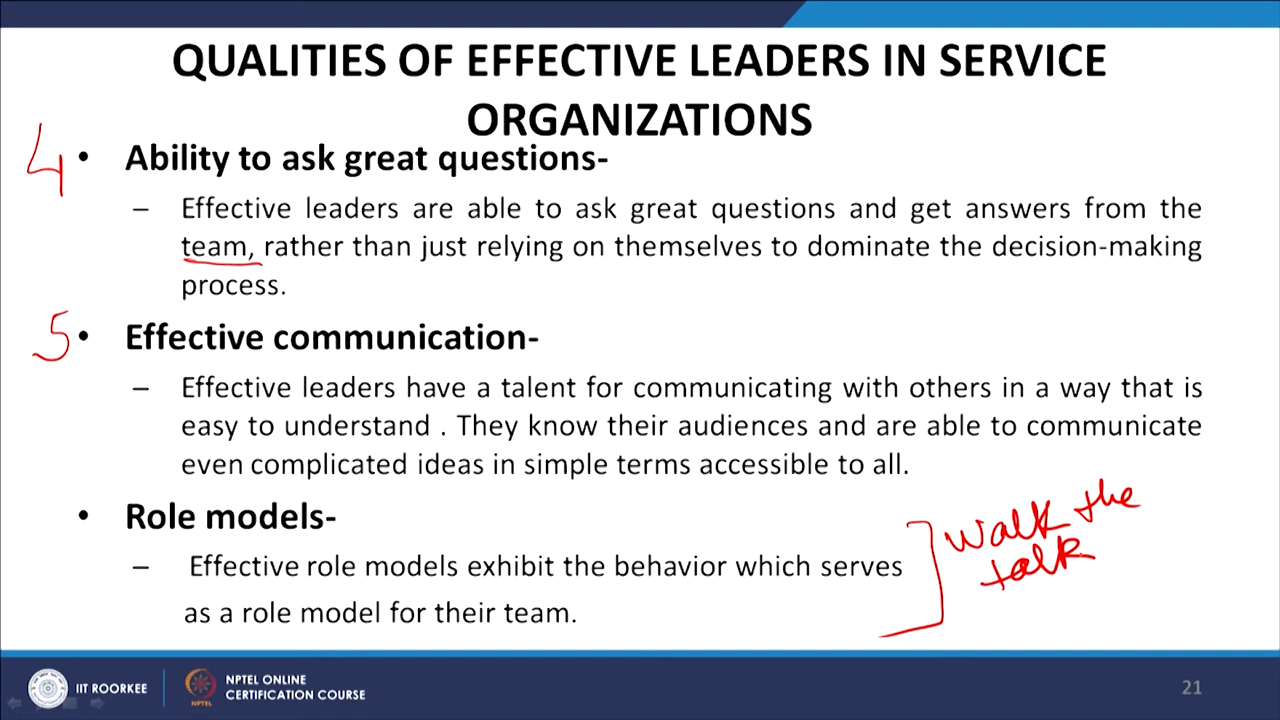 QUALITIES OF EFFECTIVE LEADERS IN SERVICE
ORGANIZATIONS
4 • Ability to ask great questions-
– Effective leaders are able to ask great questions and get answers from the
team, rather than just relying on themselves to dominate the decision-making
process.
5 • Effective communication-
– Effective leaders have a talent for communicating with others in a way that is
easy to understand . They know their audiences and are able to communicate
even complicated ideas in simple terms accessible to all.
• Role models-
– Effective role models exhibit the behavior which serves
as a role model for their team.
Walk the
talk
IIT ROORKEE
NPTEL
NPTEL ONLINE
CERTIFICATION COURSE
21